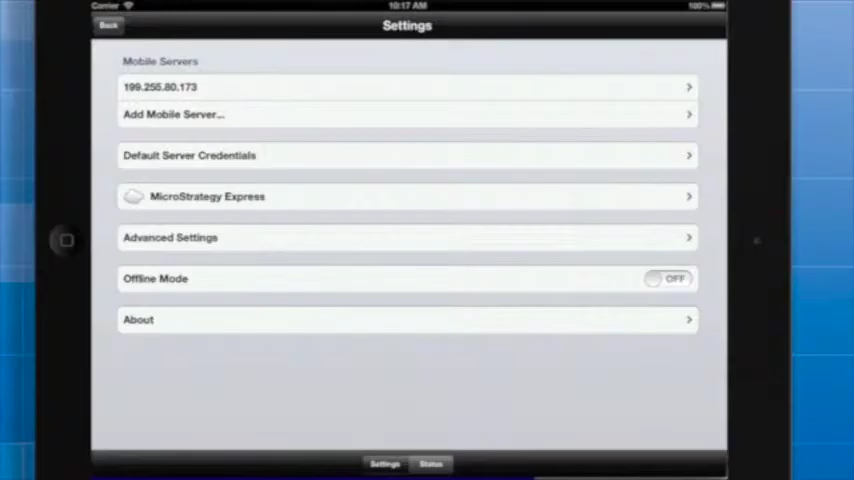 Carrier 10:17 AM 100%
Back Settings
Mobile Servers
199.255.80.173
Add Mobile Server...
Default Server Credentials
MicroStrategy Express
Advanced Settings
Offline Mode OFF
About
Settings Status